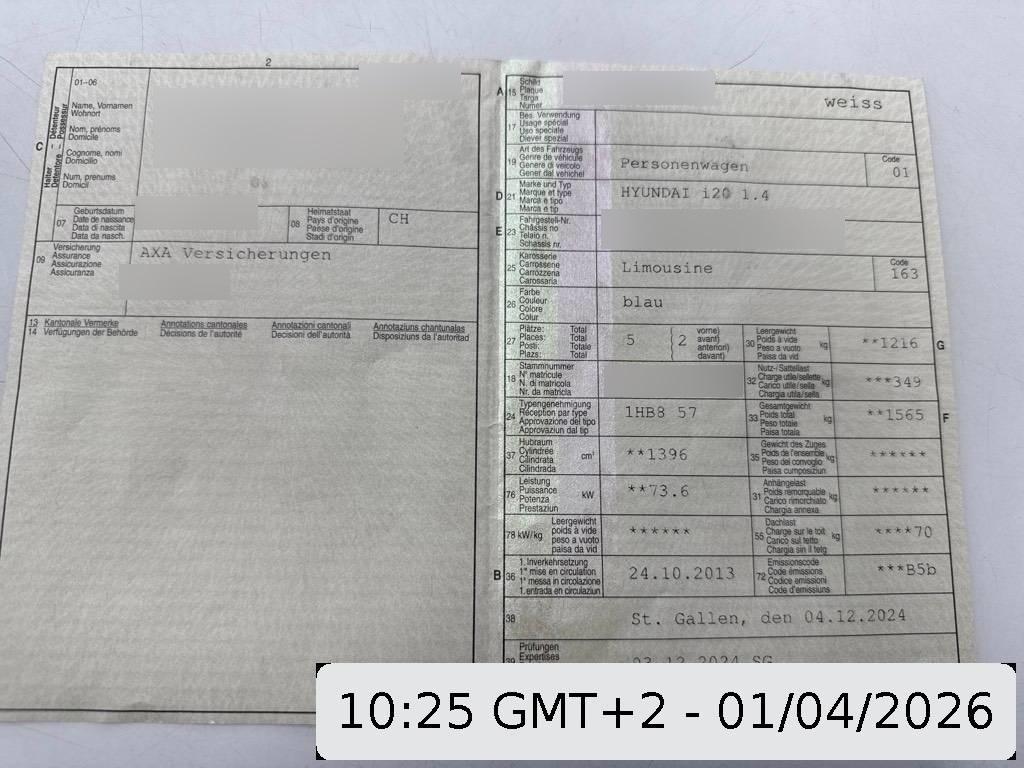 2
01–06
Halter – Détenteur
Detentore – Possessur
C
Name, Vornamen
Wohnort
Nom, prénoms
Domicile
Cognome, nomi
Domicilio
Num, prenums
Domicil
07
Geburtsdatum
Date de naissance
Data di nascita
Data da nasch.
08
Heimatstaat
Pays d'origine
Paese d'origine
Stadi d'origin
CH
09
Versicherung
Assurance
Assicurazione
Assicuranza
AXA Versicherungen
13 Kantonale Vermerke Annotations cantonales Annotazioni cantonali Annotaziuns chantunalas
14 Verfügungen der Behörde Décisions de l'autorité Decisioni dell'autorità Disposiziuns da l'autoritad
A 15
Schild
Plaque
Targa
Numer
weiss
17
Bes. Verwendung
Usage spécial
Uso speciale
Diever spezial
19
Art des Fahrzeugs
Genre de véhicule
Genere di veicolo
Gener dal vehichel
Personenwagen
Code
01
D 21
Marke und Typ
Marque et type
Marca e tipo
Marca e tip
HYUNDAI i20 1.4
E 23
Fahrgestell-Nr.
Châssis no
Telaio n.
Schassis nr.
25
Karosserie
Carrosserie
Carrozzeria
Carossaria
Limousine
Code
163
26
Farbe
Couleur
Colore
Colur
blau
27
Plätze: Total
Places: Total
Posti: Totale
Plazs: Total
5 { 2
vorne)
avant)
anteriori)
davant)
30
Leergewicht
Poids à vide
Peso a vuoto
Paisa da vid
kg
**1216
G
18
Stammnummer
N° matricule
N. di matricola
Nr. da matricla
32
Nutz-/Sattellast
Charge utile/sellette
Carico utile/sella
Chargia utila/sella
kg
***349
24
Typengenehmigung
Réception par type
Approvazione del tipo
Approvaziun dal tip
1HB8 57
33
Gesamtgewicht
Poids total
Peso totale
Paisa totala
kg
**1565
F
37
Hubraum
Cylindrée
Cilindrata
Cilindrada
cm³
**1396
35
Gewicht des Zuges
Poids de l'ensemble
Peso del convoglio
Paisa cumposiziun
kg
******
76
Leistung
Puissance
Potenza
Prestaziun
kW
**73.6
31
Anhängelast
Poids remorquable
Carico rimorchiato
Chargia annexa
kg
******
78 kW/kg
Leergewicht
poids à vide
peso a vuoto
paisa da vid
******
55
Dachlast
Charge sur le toit
Carico sul tetto
Chargia sin il tetg
kg
****70
B 36
1. Inverkehrsetzung
1re mise en circulation
1a messa in circolazione
1. entrada en circulaziun
24.10.2013
72
Emissionscode
Code émissions
Codice emissioni
Code d'emissiuns
***B5b
38
St. Gallen, den 04.12.2024
39
Prüfungen
Expertises
03.12.2024 SG
10:25 GMT+2 - 01/04/2026